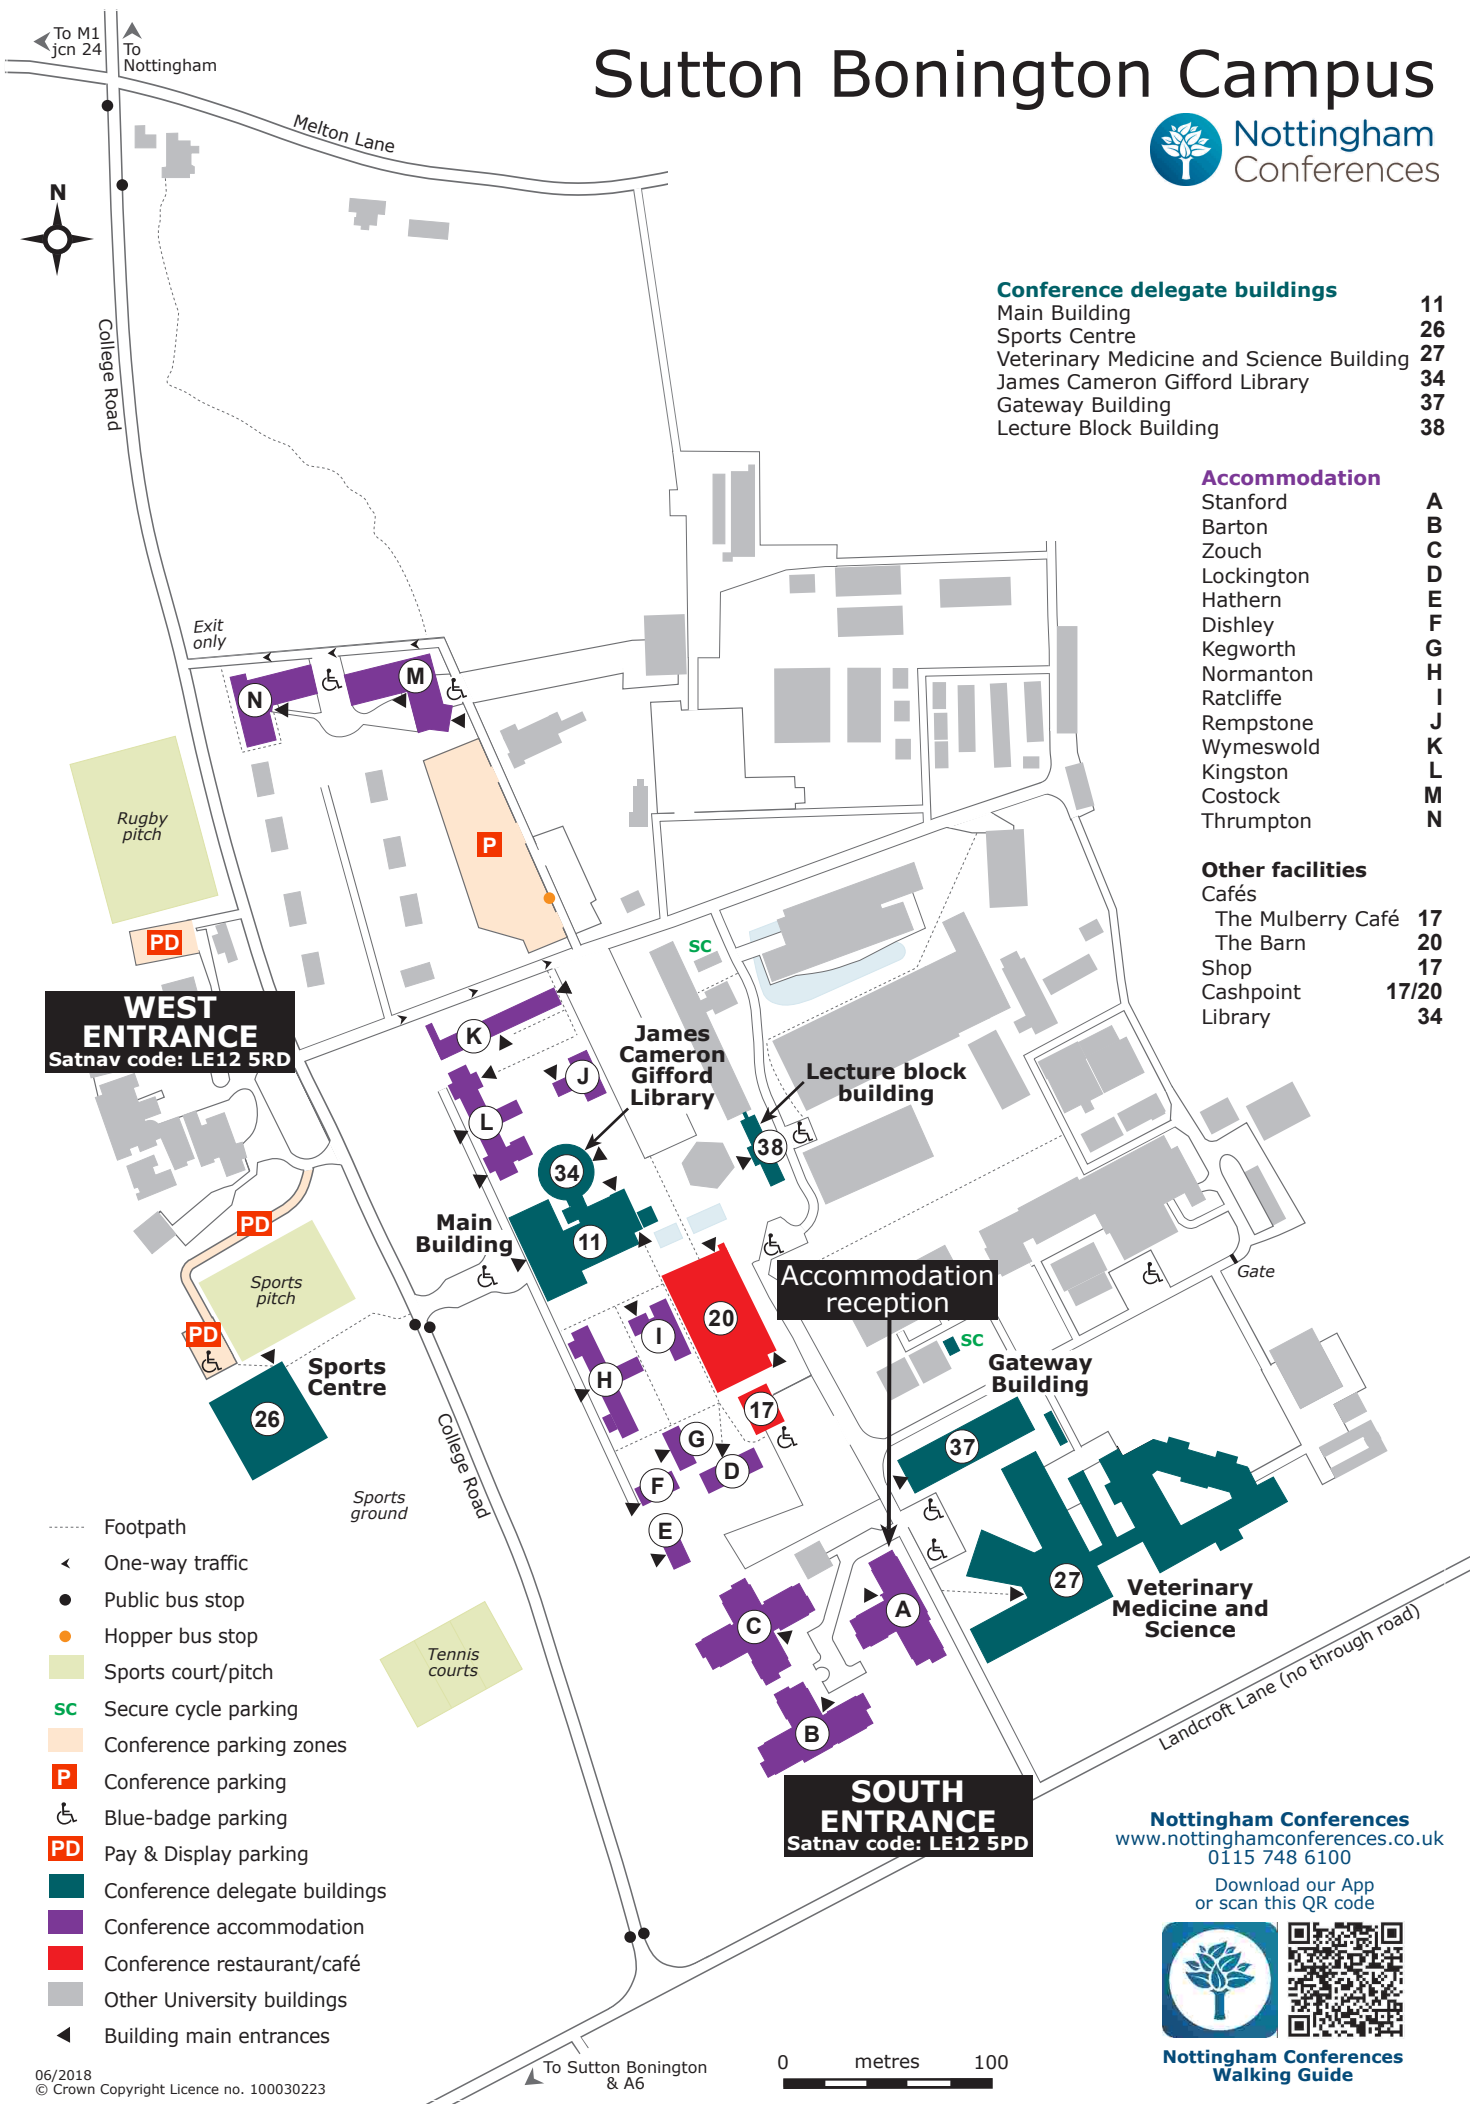 To M1
jcn 24
To
Nottingham
Sutton Bonington Campus
Nottingham
Conferences
Melton Lane
N
College Road
Conference delegate buildings
Main Building 11
Sports Centre 26
Veterinary Medicine and Science Building 27
James Cameron Gifford Library 34
Gateway Building 37
Lecture Block Building 38
Accommodation
Stanford A
Barton B
Zouch C
Lockington D
Hathern E
Dishley F
Kegworth G
Normanton H
Ratcliffe I
Rempstone J
Wymeswold K
Kingston L
Costock M
Thrumpton N
Other facilities
Cafés
The Mulberry Café 17
The Barn 20
Shop 17
Cashpoint 17/20
Library 34
Exit
only
N
M
Rugby
pitch
P
PD
SC
WEST
ENTRANCE
Satnav code: LE12 5RD
K
J
L
James
Cameron
Gifford
Library
Lecture block
building
38
34
Main
Building
11
PD
Sports
pitch
PD
Sports
Centre
26
Accommodation
reception
Gate
20
I
H
SC
Gateway
Building
17
37
G
D
F
E
College Road
Sports
ground
27
Veterinary
Medicine and
Science
A
C
B
Tennis
courts
Landcroft Lane (no through road)
SOUTH
ENTRANCE
Satnav code: LE12 5PD
Footpath
One-way traffic
Public bus stop
Hopper bus stop
Sports court/pitch
SC Secure cycle parking
Conference parking zones
P Conference parking
Blue-badge parking
PD Pay & Display parking
Conference delegate buildings
Conference accommodation
Conference restaurant/café
Other University buildings
Building main entrances
06/2018
© Crown Copyright Licence no. 100030223
To Sutton Bonington
& A6
0 metres 100
Nottingham Conferences
www.nottinghamconferences.co.uk
0115 748 6100
Download our App
or scan this QR code
Nottingham Conferences
Walking Guide